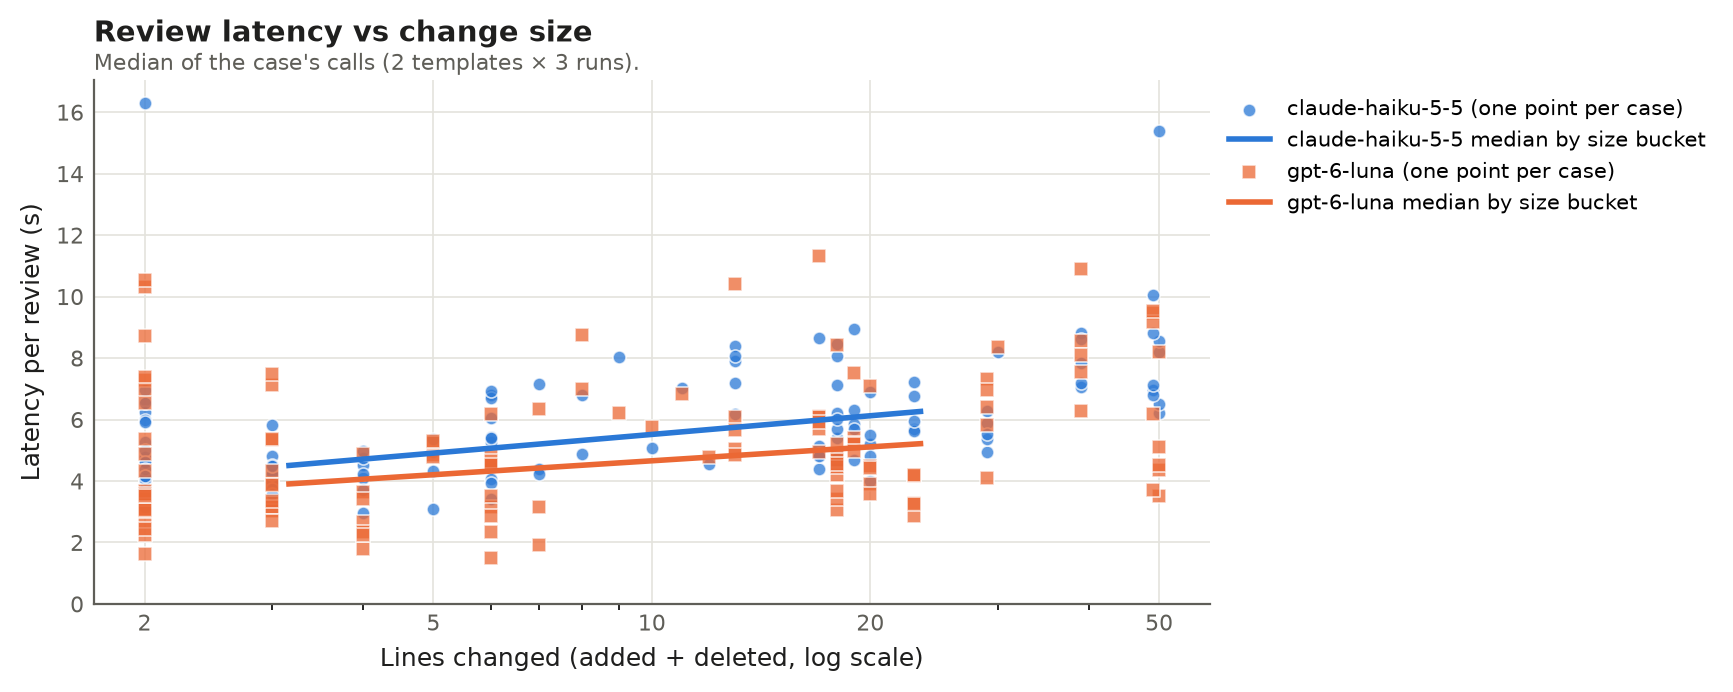 Review latency vs change size
Median of the case's calls (2 templates × 3 runs).
Latency per review (s)
16
14
12
10
8
6
4
2
0
2
5
10
20
50
Lines changed (added + deleted, log scale)
claude-haiku-5-5 (one point per case)
claude-haiku-5-5 median by size bucket
gpt-6-luna (one point per case)
gpt-6-luna median by size bucket